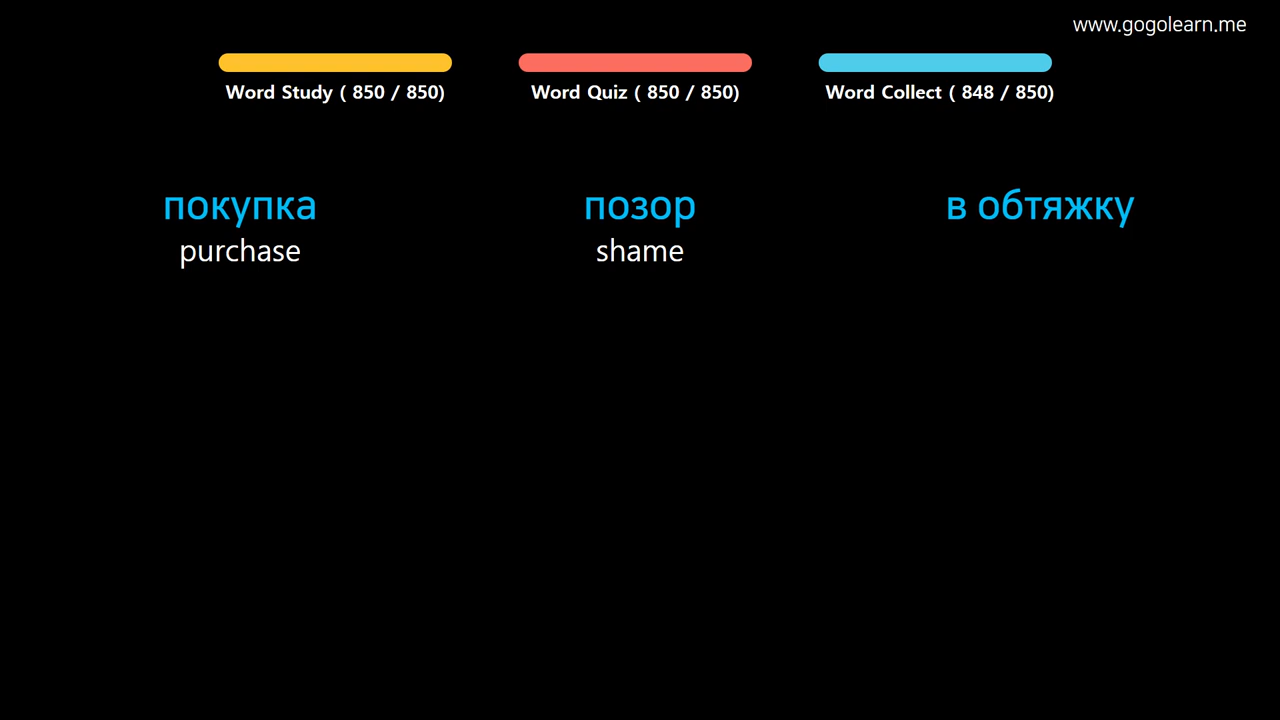 www.gogolearn.me
Word Study ( 850 / 850)
Word Quiz ( 850 / 850)
Word Collect ( 848 / 850)
покупка
purchase
позор
shame
в обтяжку